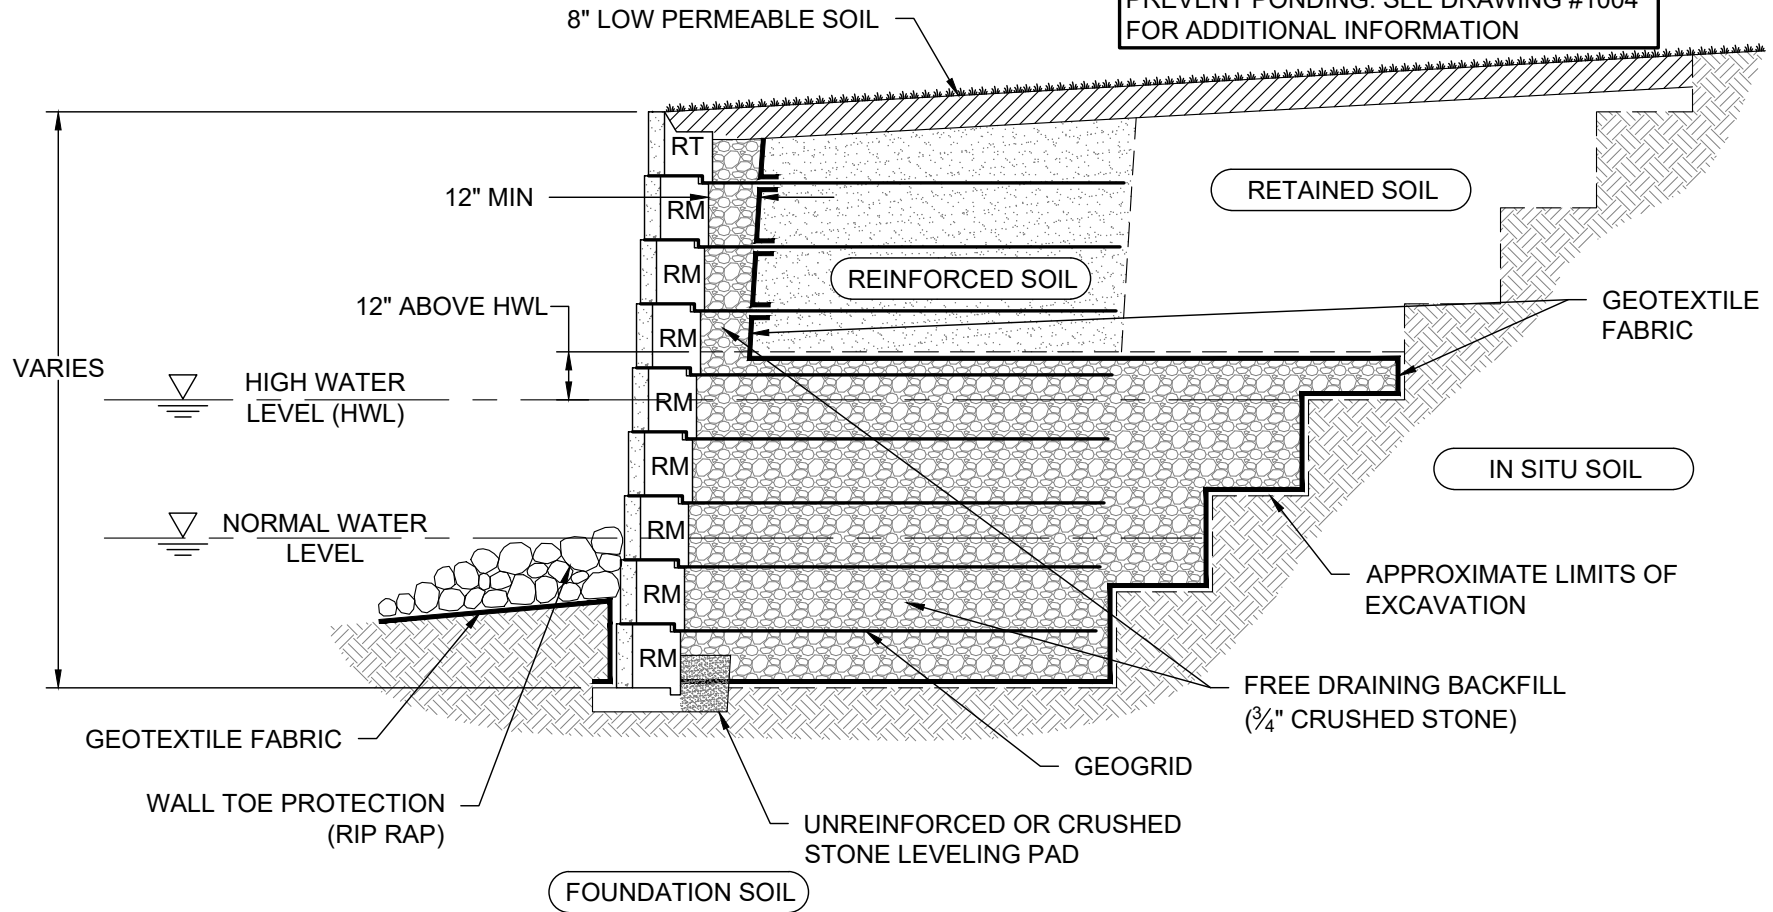 PREVENT PONDING. SEE DRAWING #1004
FOR ADDITIONAL INFORMATION
8" LOW PERMEABLE SOIL
RT
12" MIN
RM
RETAINED SOIL
RM
REINFORCED SOIL
12" ABOVE HWL
RM
GEOTEXTILE
FABRIC
VARIES
HIGH WATER
LEVEL (HWL)
RM
RM
IN SITU SOIL
NORMAL WATER
LEVEL
RM
RM
APPROXIMATE LIMITS OF
EXCAVATION
RM
FREE DRAINING BACKFILL
(¾" CRUSHED STONE)
GEOTEXTILE FABRIC
GEOGRID
WALL TOE PROTECTION
(RIP RAP)
UNREINFORCED OR CRUSHED
STONE LEVELING PAD
FOUNDATION SOIL